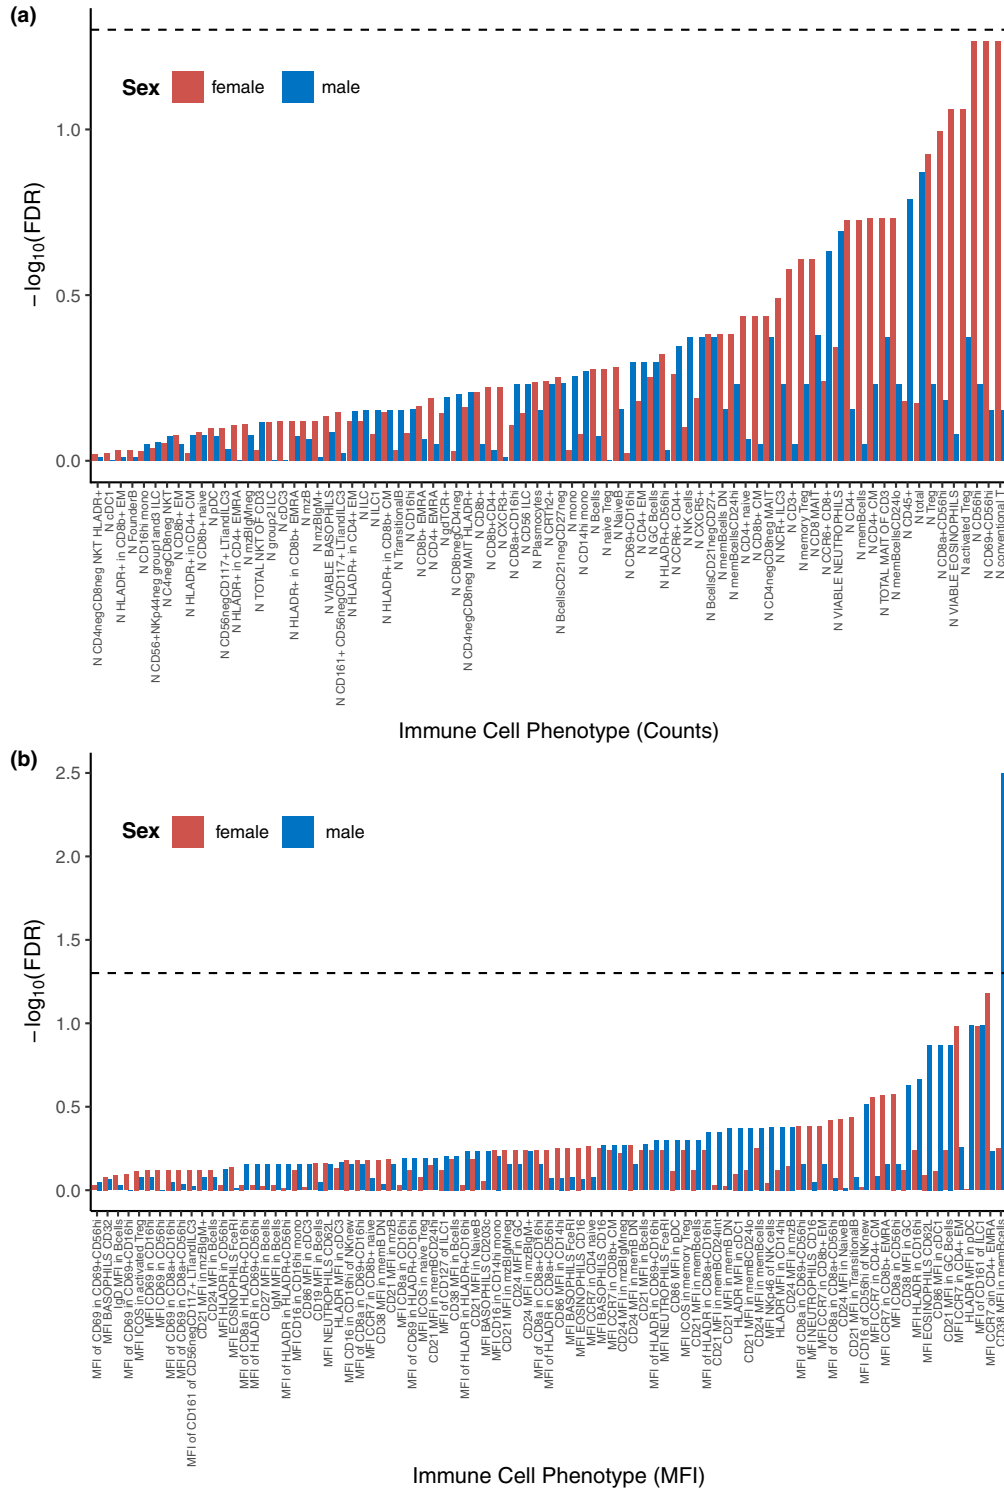 (a)
Sex female male
−log10(FDR)
1.0
0.5
0.0
N CD4negCD8neg NKT HLADR+
N cDC1
N HLADR+ in CD8b+ EM
N FounderB
N CD16hi mono
N CD56+NKp44neg group1and3 ILC
N C4negCD8neg NKT
N CD8b+ EM
N HLADR+ in CD4+ CM
N CD8b+ naive
N pDC
N CD56negCD117-LTiandILC3
N HLADR+ in CD4+ EMRA
N mzBIgMneg
N TOTAL NKT OF CD3
N group2 ILC
N cDC3
N HLADR+ in CD8b+ EMRA
N mzB
N mzBIgM+
N VIABLE BASOPHILS
N CD161+ CD56negCD117-LTiandILC3
N HLADR+ in CD4+ EM
N ILC
N ILC1
N HLADR+ in CD8b+ CM
N TransitionalB
N CD16hi
N CD8b+ EMRA
N CD4+ EMRA
N gdTCR+
N CD8negCD4neg
N CD4negCD8neg MAIT HLADR+
N CD8b+
N CD85bCD4+
N CXCR3+
N CD8a+CD16hi
N CD56 ILC
N Plasmocytes
N CRTh2+
N BcellsCD21negCD27neg
N mono
N CD14hi mono
N Bcells
N naive Treg
N NaiveB
N CD69+CD16hi
N CD4+ EM
N GC Bcells
N HLADR+CD56hi
N CCR6+CD4+
N NK cells
N CXCR5+
N BcellsCD21negCD27+
N memBcells DN
N memBcellsCD24hi
N CD4+ naive
N CD8b+ CM
N CD4negCD8neg MAIT
N NCR+ ILC3
N CD3+
N memory Treg
N CD8 MAIT
N CCR6+CD8+
N VIABLE NEUTROPHILS
N CD4+
N memBcells
N CD4+ CM
N TOTAL MAIT OF CD3
N memBcellsCD24lo
N CD45+
N total
N Treg
N CD8a+CD56hi
N VIABLE EOSINOPHILS
N activated Treg
N CD56hi
N CD69+CD56hi
N conventional T
Immune Cell Phenotype (Counts)
(b)
Sex female male
−log10(FDR)
2.5
2.0
1.5
1.0
0.5
0.0
MFI of CD69 in CD69+CD56hi
MFI BASOPHILS CD32
IgD MFI in Bcells
MFI of CD69 in CD69+CD16hi
MFI ICOS in activated Treg
MFI CD69 in CD16hi
MFI CD69 in CD56hi
MFI of CD69 in CD8a+CD16hi
MFI of CD69 in CD8a+CD56hi
MFI of CD161 of CD56negCD117+ LTiandILC3
CD21 MFI in mzBIgM+
CD24 MFI in Bcells
MFI HLADR in CD56hi
MFI EOSINOPHILS FceR1
MFI of CD8a in HLADR+CD16hi
MFI of HLADR in CD69+CD56hi
CD27 MFI in Bcells
IgM MFI in Bcells
MFI of HLADR in HLADR+CD56hi
MFI CD16 in CD16hi mono
CD86 MFI in cDC3
CD19 MFI in Bcells
MFI NEUTROPHILS CD62L
HLADR MFI in cDC3
MFI CD16 of CD16hi of NKnew
MFI of CD8a in CD69+CD16hi
MFI CCR7 in CD8b+ naive
CD38 MFI in memB DN
CD21 MFI in mzB
MFI CD8a in CD16hi
MFI of CD69 in HLADR+CD16hi
MFI ICOS in naive Treg
CD21 MFI in memBCD24hi
MFI of CD127 of ILC1
CD38 MFI in Bcells
MFI of HLADR in HLADR+CD16hi
CD21 MFI in NaiveB
MFI BASOPHILS CD203c
MFI CD16 in CD14hi mono
CD21 MFI in mzBIgMneg
CD24 MFI in GC
CD24 MFI in mzBIgM+
MFI of CD8a in CD8a+CD16hi
MFI of HLADR in CD8a+CD56hi
CD86 MFI in CD14hi
MFI BASOPHILS FceR1
MFI EOSINOPHILS CD16
MFI CCR7 in CD4 naive
MFI BASOPHILS CD16
MFI CCR7 in CD8b+ CM
CD24 MFI in mzBIgMneg
CD24 MFI in memB DN
CD21 MFI in Bcells
MFI of HLADR in CD69+CD16hi
MFI NEUTROPHILS FceR1
CD86 MFI in pDC
MFI ICOS in memory Treg
CD21 MFI in memBcells
MFI of HLADR in CD8a+CD16hi
CD21 MFI in memBCD24int
CD21 MFI in memB DN
HLADR MFI in cDC1
CD21 MFI in memBCD24lo
CD24 MFI in memBcells
MFI NKp46 of NK cells
HLADR MFI in CD14hi
CD24 MFI in mzB
MFI of CD8a in CD69+CD56hi
MFI NEUTROPHILS CD16
MFI CCR7 in CD8b+ EM
MFI of CD8a in CD8a+CD56hi
CD24 MFI in NaiveB
CD21 MFI in TransitionalB
MFI CD16 of CD56hi of NKnew
MFI CCR7 in CD4+ CM
MFI CCR7 in CD8b+ EMRA
MFI CD8a in CD56hi
CD38 MFI in GC
MFI HLADR in CD16hi
MFI EOSINOPHILS CD62L
CD86 MFI in cDC1
CD21 MFI in GC Bcells
MFI CCR7 in CD4+ EM
HLADR MFI in pDC
MFI CD161 in ILC
MFI CCR7 in CD4+ EMRA
CD38 MFI in memBcells
Immune Cell Phenotype (MFI)